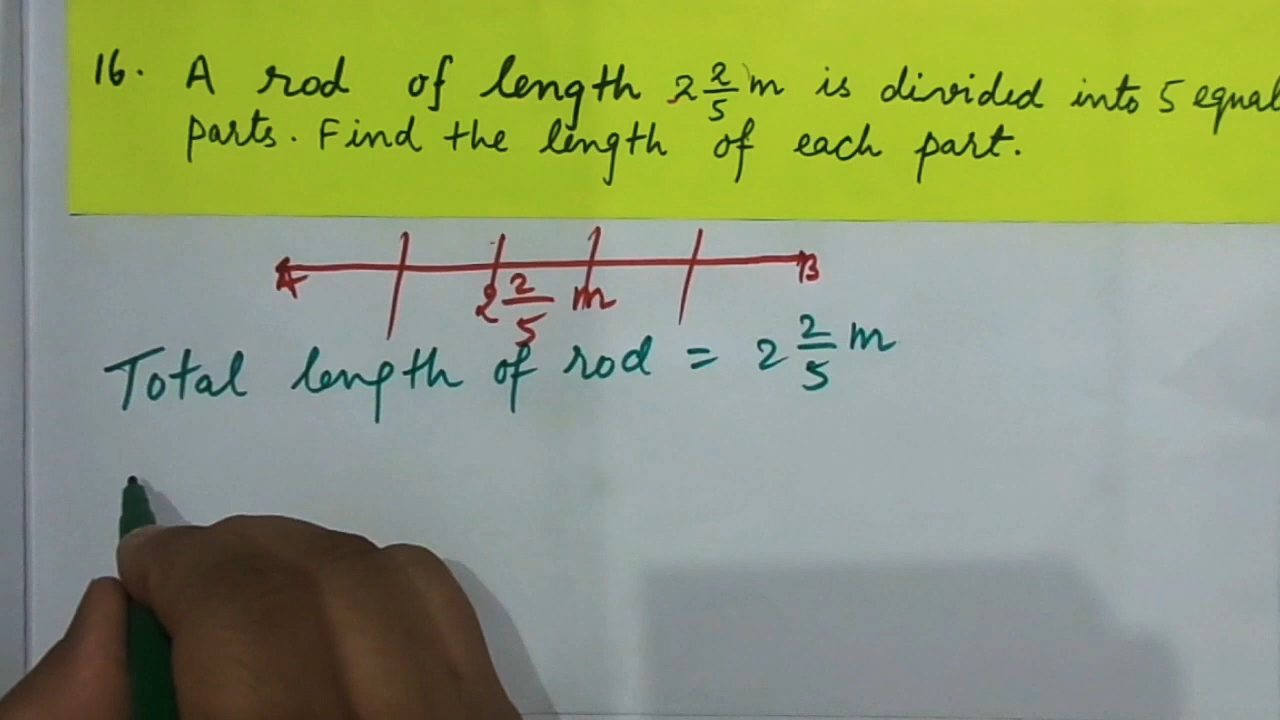 16. A rod of length 2 2/5 m is divided into 5 equal
parts. Find the length of each part.
A B
2 2/5 m
Total length of rod = 2 2/5 m